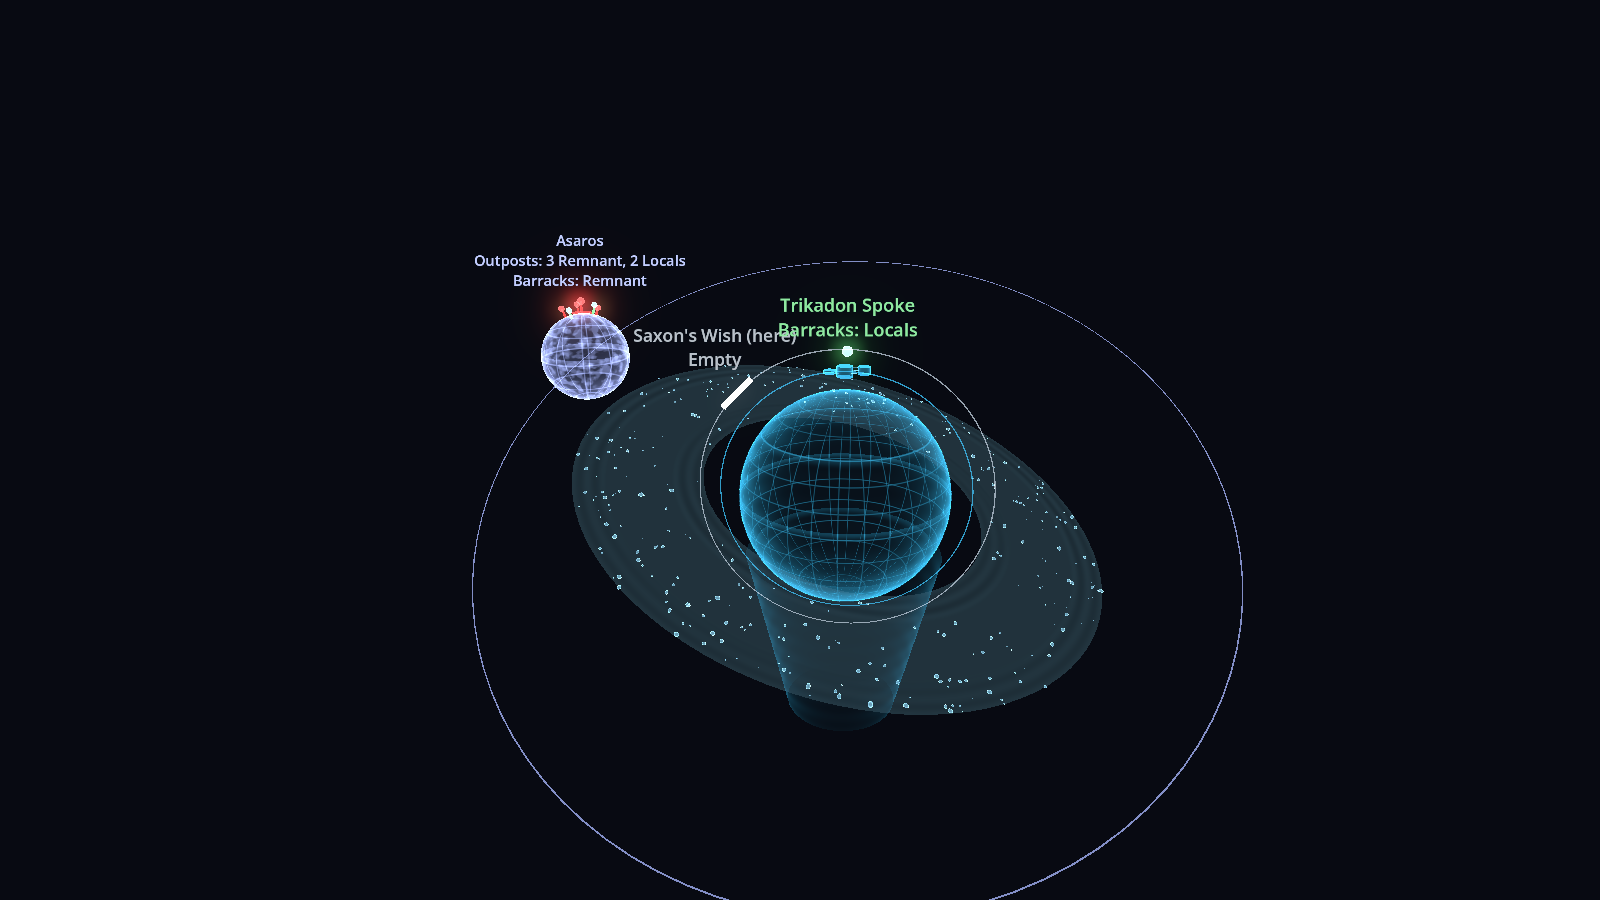 Asaros
Outposts: 3 Remnant, 2 Locals
Barracks: Remnant
Trikadon Spoke
Barracks: Locals
Saxon's Wish (here)
Empty